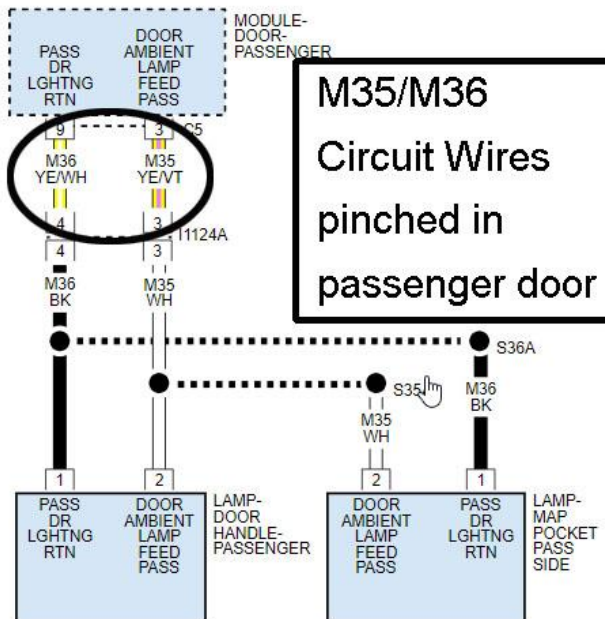 MODULE-
DOOR-
PASSENGER
PASS
DR
LGHTNG
RTN
DOOR
AMBIENT
LAMP
FEED
PASS
9
3
C5
M36
YE/WH
M35
YE/VT
4
3
I1124A
4
3
M36
BK
M35
WH
M35/M36
Circuit Wires
pinched in
passenger door
S36A
S35
M36
BK
M35
WH
1
2
2
1
PASS
DR
LGHTNG
RTN
DOOR
AMBIENT
LAMP
FEED
PASS
LAMP-
DOOR
HANDLE-
PASSENGER
DOOR
AMBIENT
LAMP
FEED
PASS
PASS
DR
LGHTNG
RTN
LAMP-
MAP
POCKET
PASS
SIDE